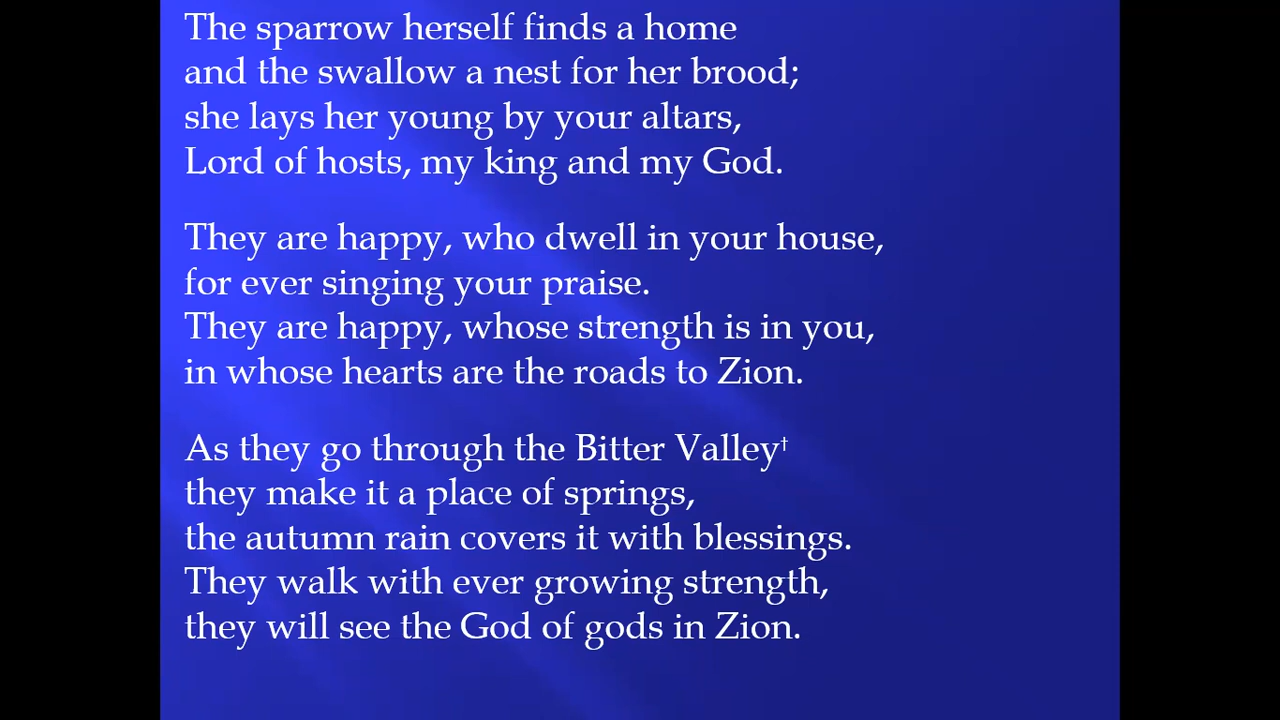 The sparrow herself finds a home
and the swallow a nest for her brood;
she lays her young by your altars,
Lord of hosts, my king and my God.
They are happy, who dwell in your house,
for ever singing your praise.
They are happy, whose strength is in you,
in whose hearts are the roads to Zion.
As they go through the Bitter Valley†
they make it a place of springs,
the autumn rain covers it with blessings.
They walk with ever growing strength,
they will see the God of gods in Zion.